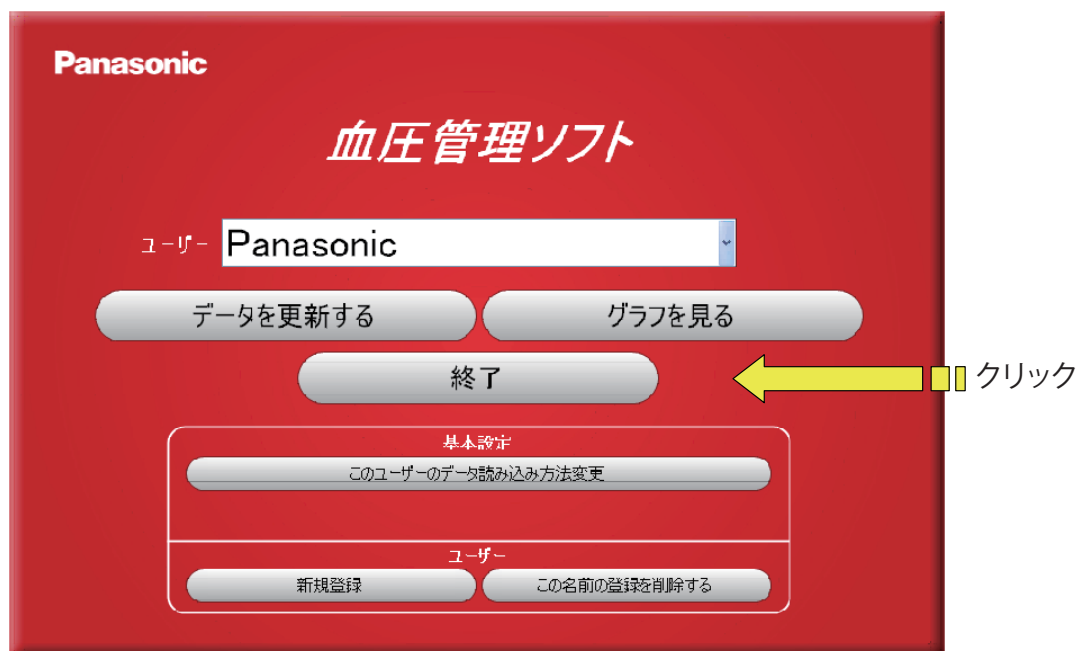 Panasonic
血圧管理ソフト
ユーザー Panasonic
データを更新する グラフを見る
終了
クリック
基本設定
このユーザーのデータ読み込み方法変更
ユーザー
新規登録 この名前の登録を削除する